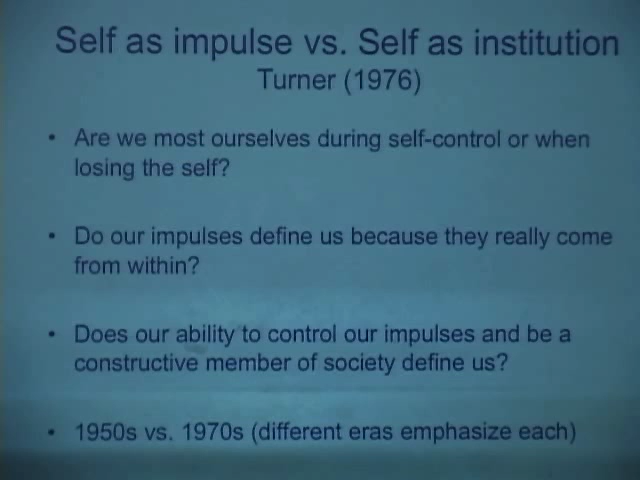 Self as impulse vs. Self as institution
Turner (1976)
• Are we most ourselves during self-control or when
losing the self?
• Do our impulses define us because they really come
from within?
• Does our ability to control our impulses and be a
constructive member of society define us?
• 1950s vs. 1970s (different eras emphasize each)